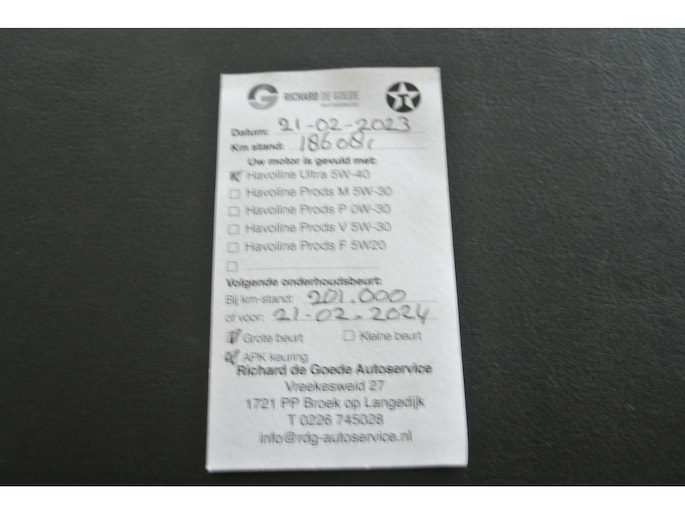 RICHARD DE GOEDE
AUTOSERVICE
Datum: 21-02-2023
Km stand: 186081
Uw motor is gevuld met:
Havoline Ultra 5W-40
Havoline Prods M 5W-30
Havoline Prods P 0W-30
Havoline Prods V 5W-30
Havoline Prods F 5W20
Volgende onderhoudsbeurt:
Bij km-stand: 201.000
of voor: 21-02-2024
Grote beurt Kleine beurt
APK keuring
Richard de Goede Autoservice
Vreekesweid 27
1721 PP Broek op Langedijk
T 0226 745028
info@rdg-autoservice.nl